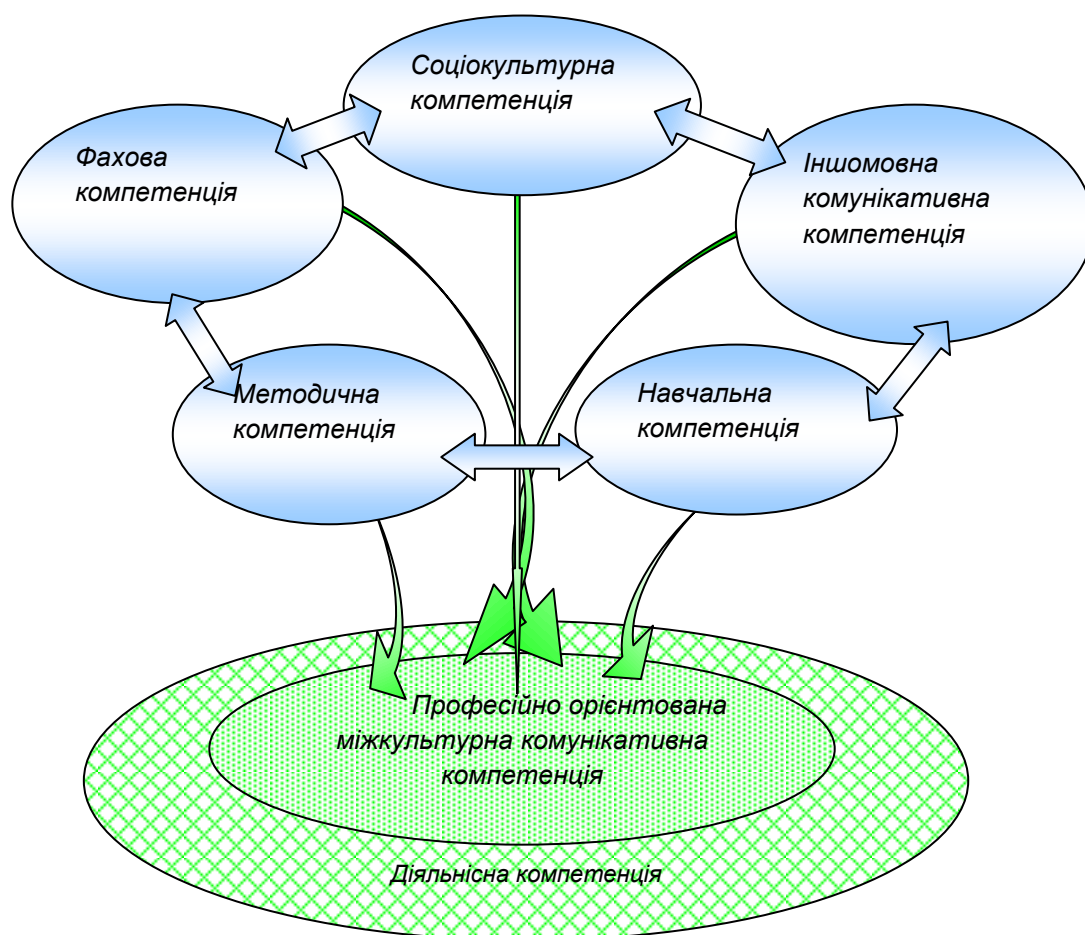 Соціокультурна
компетенція
Фахова
компетенція
Іншомовна
комунікативна
компетенція
Методична
компетенція
Навчальна
компетенція
Професійно орієнтована
міжкультурна комунікативна
компетенція
Діяльнісна компетенція